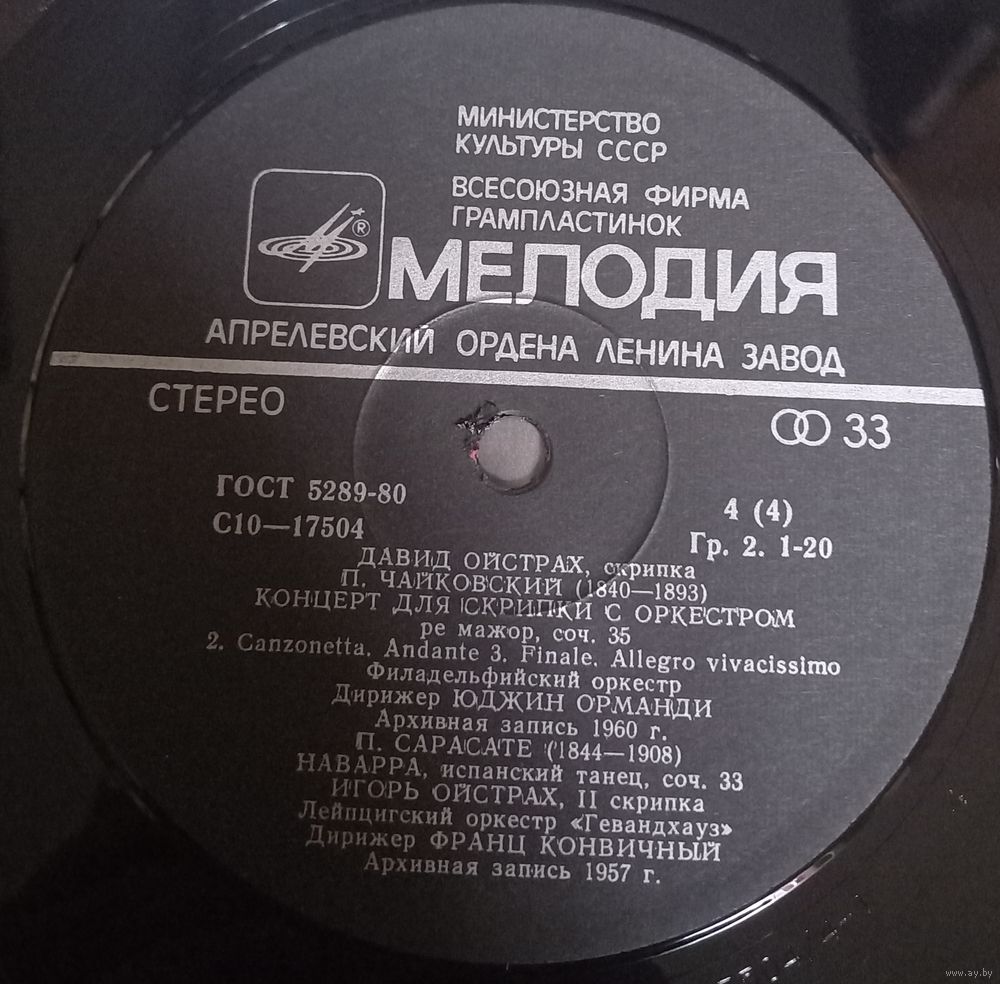 МИНИСТЕРСТВО
КУЛЬТУРЫ СССР
ВСЕСОЮЗНАЯ ФИРМА
ГРАМПЛАСТИНОК
®
МЕЛОДИЯ
АПРЕЛЕВСКИЙ ОРДЕНА ЛЕНИНА ЗАВОД
СТЕРЕО
33
ГОСТ 5289-80
С10—17504
4 (4)
Гр. 2. 1-20
ДАВИД ОЙСТРАХ, скрипка
П. ЧАЙКОВСКИЙ (1840—1893)
КОНЦЕРТ ДЛЯ СКРИПКИ С ОРКЕСТРОМ
ре мажор, соч. 35
2. Canzonetta. Andante 3. Finale. Allegro vivacissimo
Филадельфийский оркестр
Дирижер ЮДЖИН ОРМАНДИ
Архивная запись 1960 г.
П. САРАСАТЕ (1844—1908)
НАВАРРА, испанский танец, соч. 33
ИГОРЬ ОЙСТРАХ, II скрипка
Лейпцигский оркестр «Гевандхауз»
Дирижер ФРАНЦ КОНВИЧНЫЙ
Архивная запись 1957 г.
www.ay.by